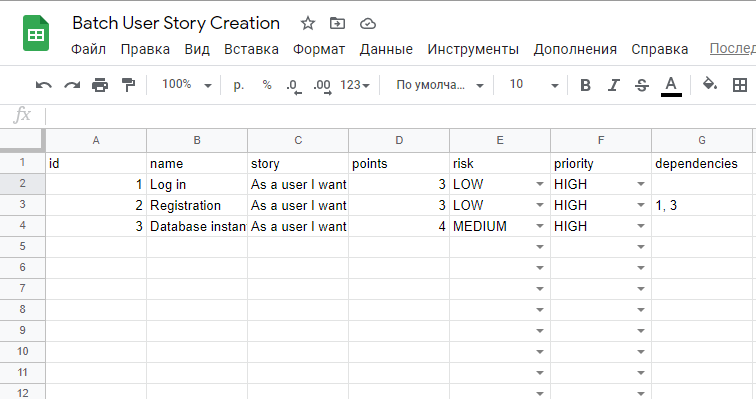 Batch User Story Creation
Файл Правка Вид Вставка Формат Данные Инструменты Дополнения Справка Послед
100% р. % .0 .00 123 По умолча... 10 B I S A
fx
A B C D E F G
1 id name story points risk priority dependencies
2 1 Log in As a user I want 3 LOW HIGH
3 2 Registration As a user I want 3 LOW HIGH 1, 3
4 3 Database instan As a user I want 4 MEDIUM HIGH
5
6
7
8
9
10
11
12